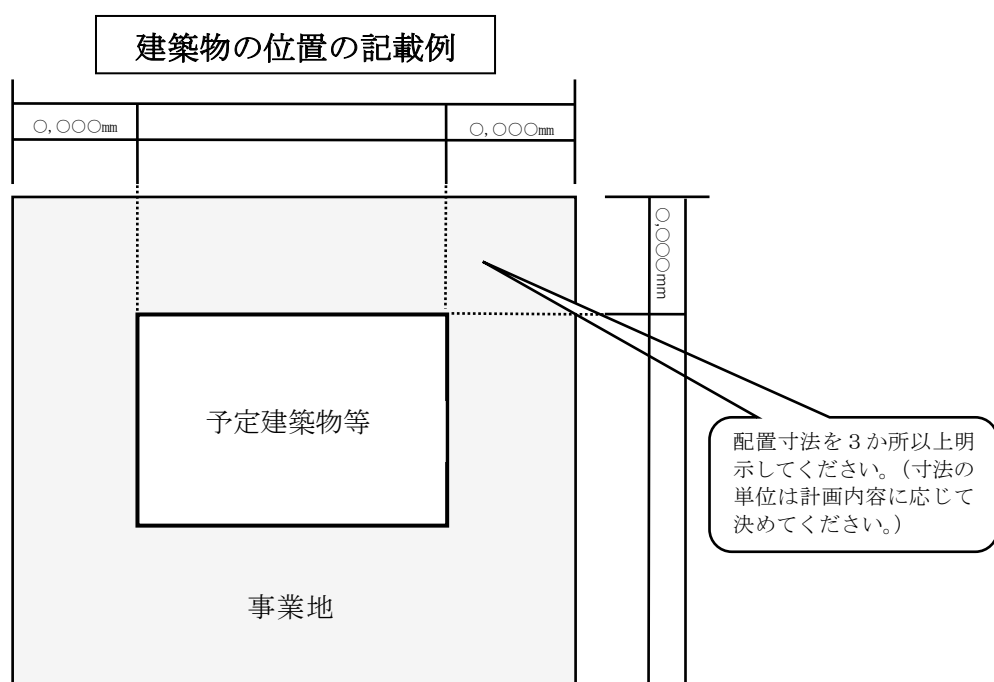 建築物の位置の記載例
○,○○○㎜
○,○○○㎜
○,○○○mm
予定建築物等
配置寸法を３か所以上明
示してください。（寸法の
単位は計画内容に応じて
決めてください。）
事業地